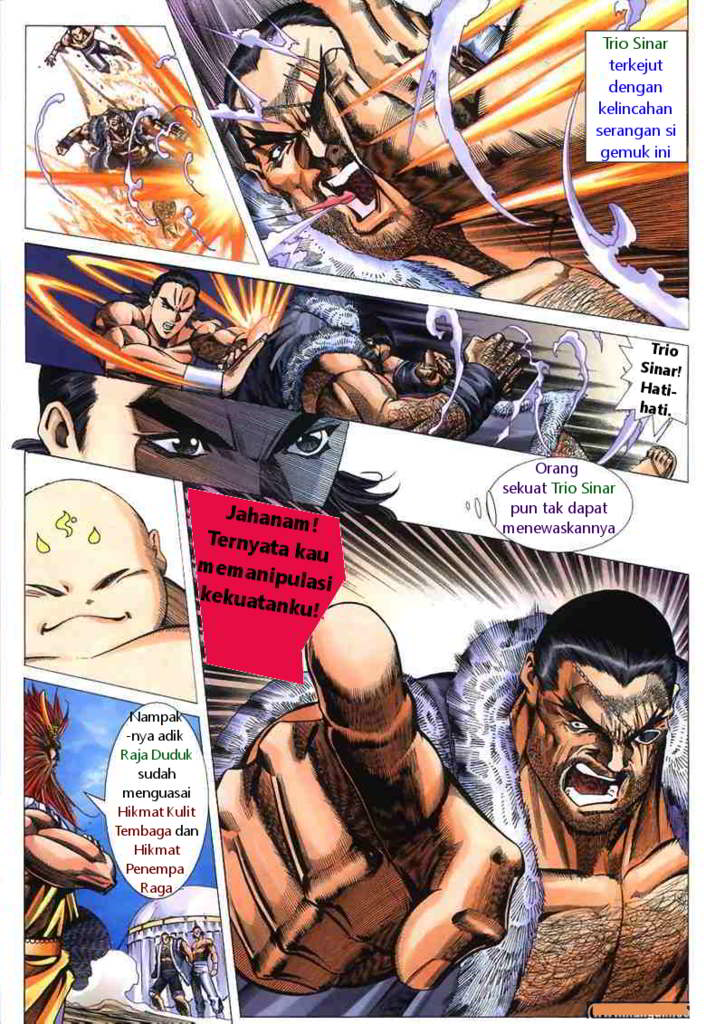 Trio Sinar
terkejut
dengan
kelincahan
serangan si
gemuk ini
Trio
Sinar!
Hati-
hati.
Orang
sekuat Trio Sinar
pun tak dapat
menewaskannya
Jahanam!
Ternyata kau
memanipulasi
kekuatanku!
Nampak
-nya adik
Raja Duduk
sudah
menguasai
Hikmat Kulit
Tembaga dan
Hikmat
Penempa
Raga